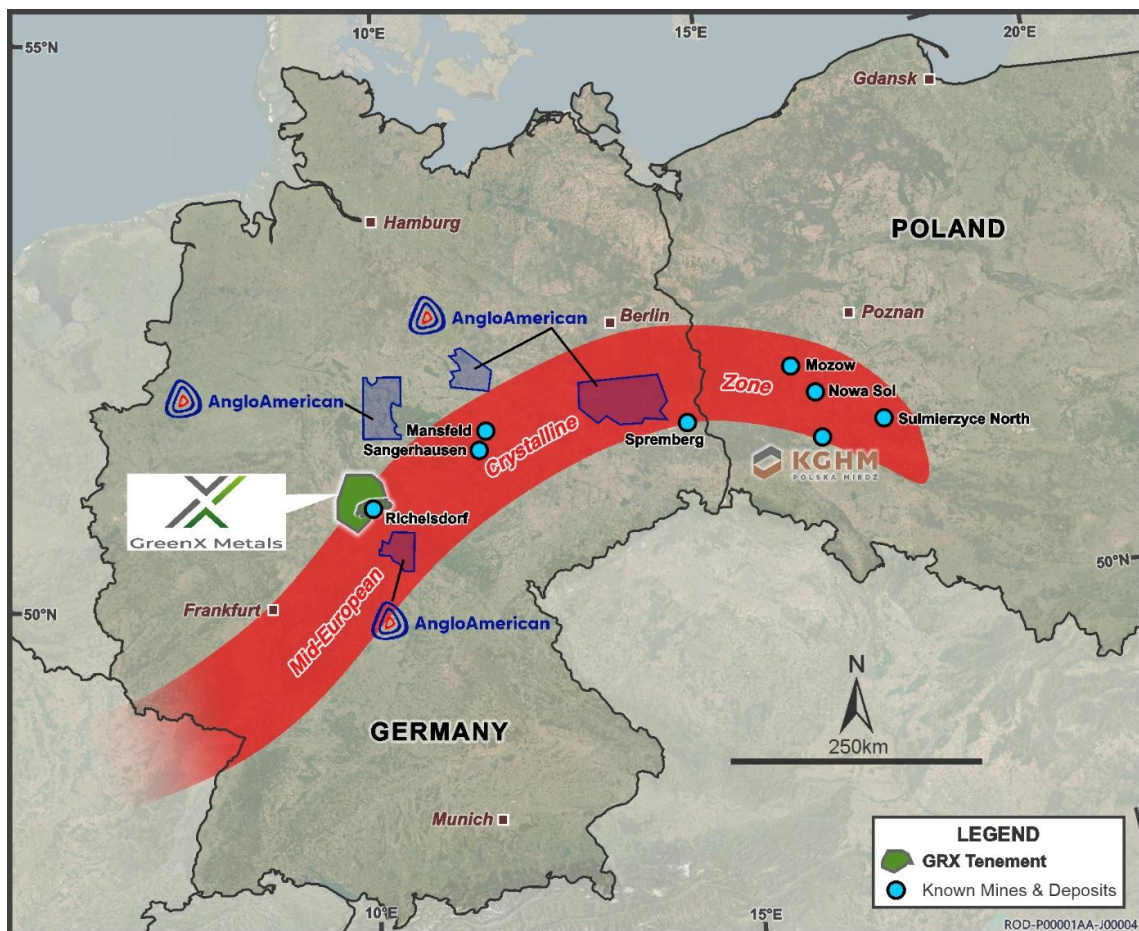 10°E
15°E
20°E
55°N
Gdansk
Hamburg
POLAND
AngloAmerican
Berlin
Poznan
Mozow
Zone
AngloAmerican
Nowa Sol
Mansfeld
Sulmierzyce North
Sangerhausen
Crystalline
Spremberg
KGHM
POLSKA MIEDŹ
GreenX Metals
Richelsdorf
50°N
Frankfurt
50°N
Mid-European
AngloAmerican
N
GERMANY
250km
Munich
LEGEND
GRX Tenement
Known Mines & Deposits
10°E
15°E
ROD-P00001AA-J00004